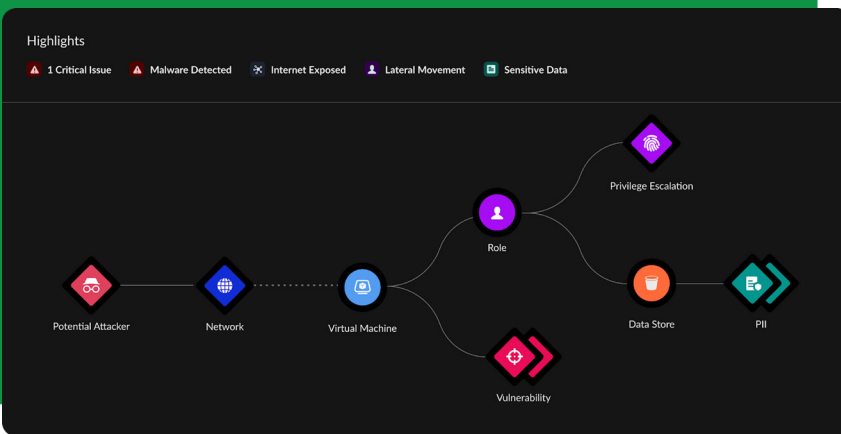 Highlights
1 Critical Issue Malware Detected Internet Exposed Lateral Movement Sensitive Data
Privilege Escalation
Role
Potential Attacker Network Virtual Machine Data Store PII
Vulnerability